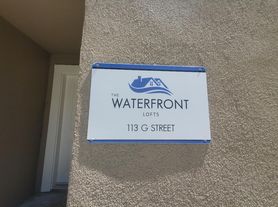 THE
WATERFRONT
LOFTS
113 G STREET